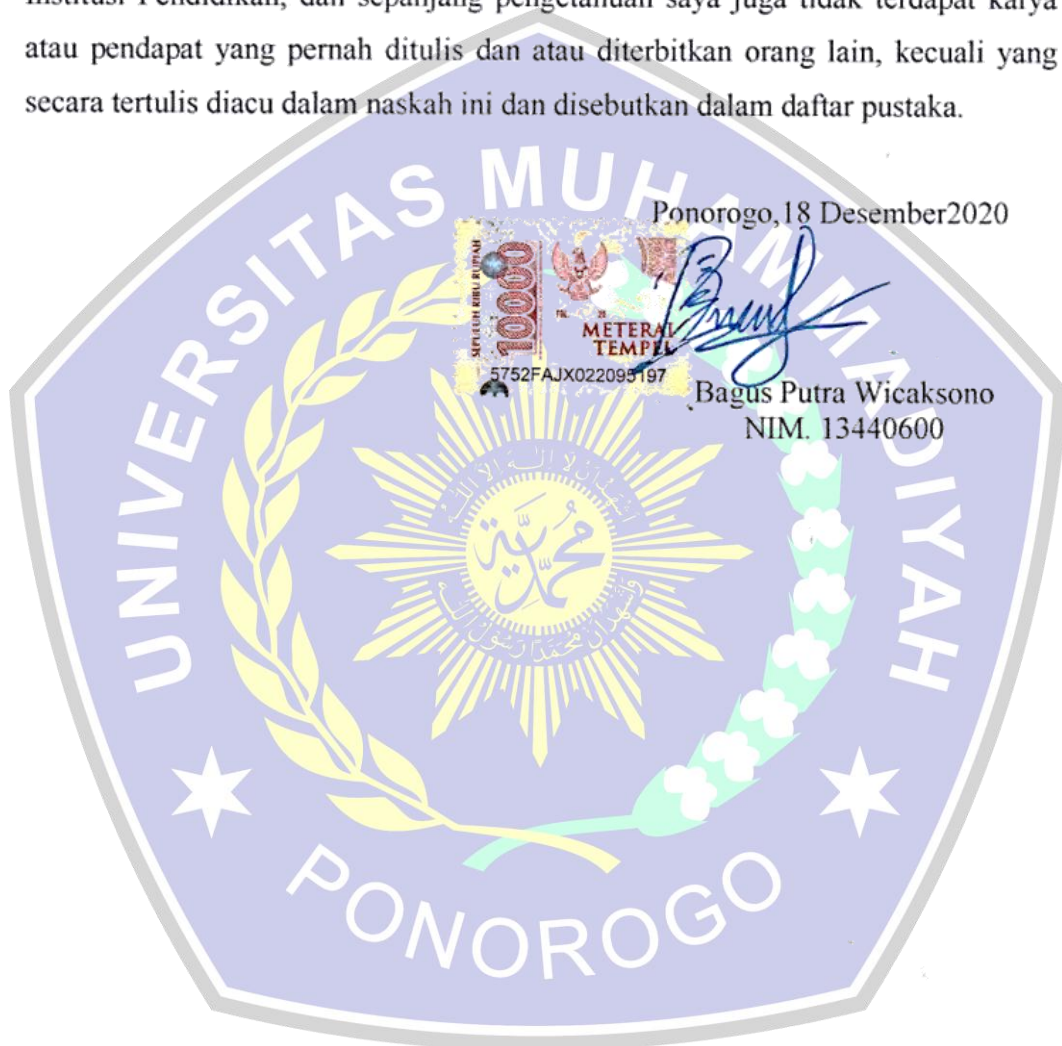 Institusi Pendidikan, dan sepanjang pengetahuan saya juga tidak terdapat karya
atau pendapat yang pernah ditulis dan atau diterbitkan orang lain, kecuali yang
secara tertulis diacu dalam naskah ini dan disebutkan dalam daftar pustaka.
Ponorogo,18 Desember2020
SEPULUH RIBU RUPIAH
10000
METERAI
TEMPEL
5752FAJX022095197
Bagus Putra Wicaksono
NIM. 13440600
UNIVERSITAS MUHAMMADIYAH
محمدية
PONOROGO